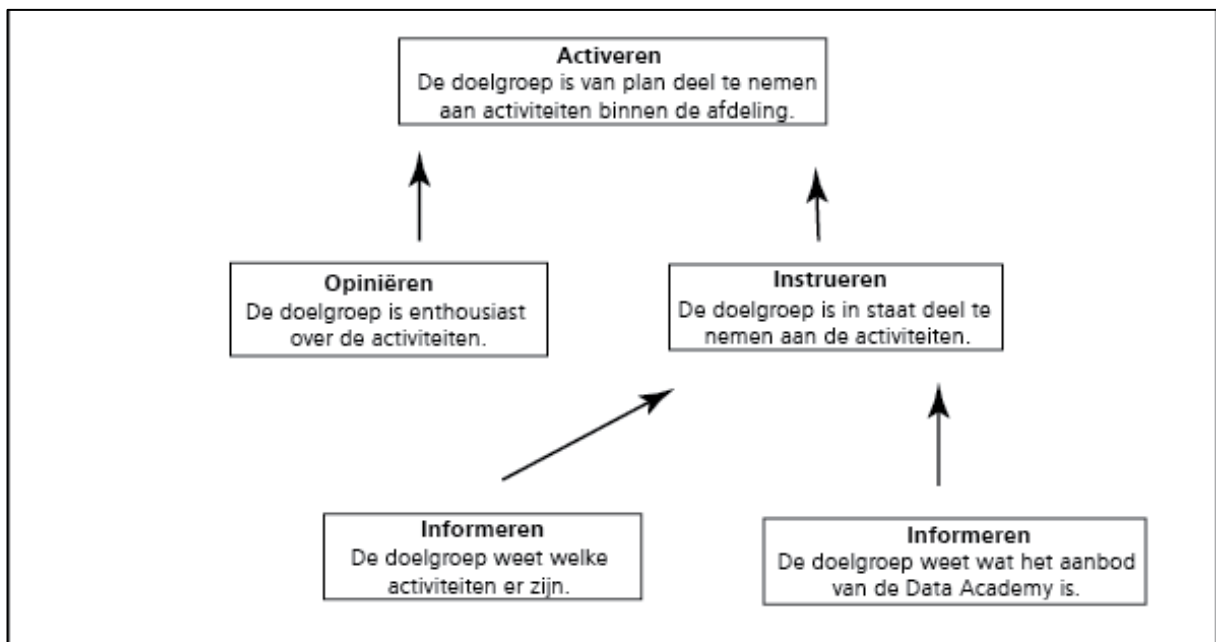 Activeren
De doelgroep is van plan deel te nemen
aan activiteiten binnen de afdeling.
Opiniëren
De doelgroep is enthousiast
over de activiteiten.
Instrueren
De doelgroep is in staat deel te
nemen aan de activiteiten.
Informeren
De doelgroep weet welke
activiteiten er zijn.
Informeren
De doelgroep weet wat het aanbod
van de Data Academy is.